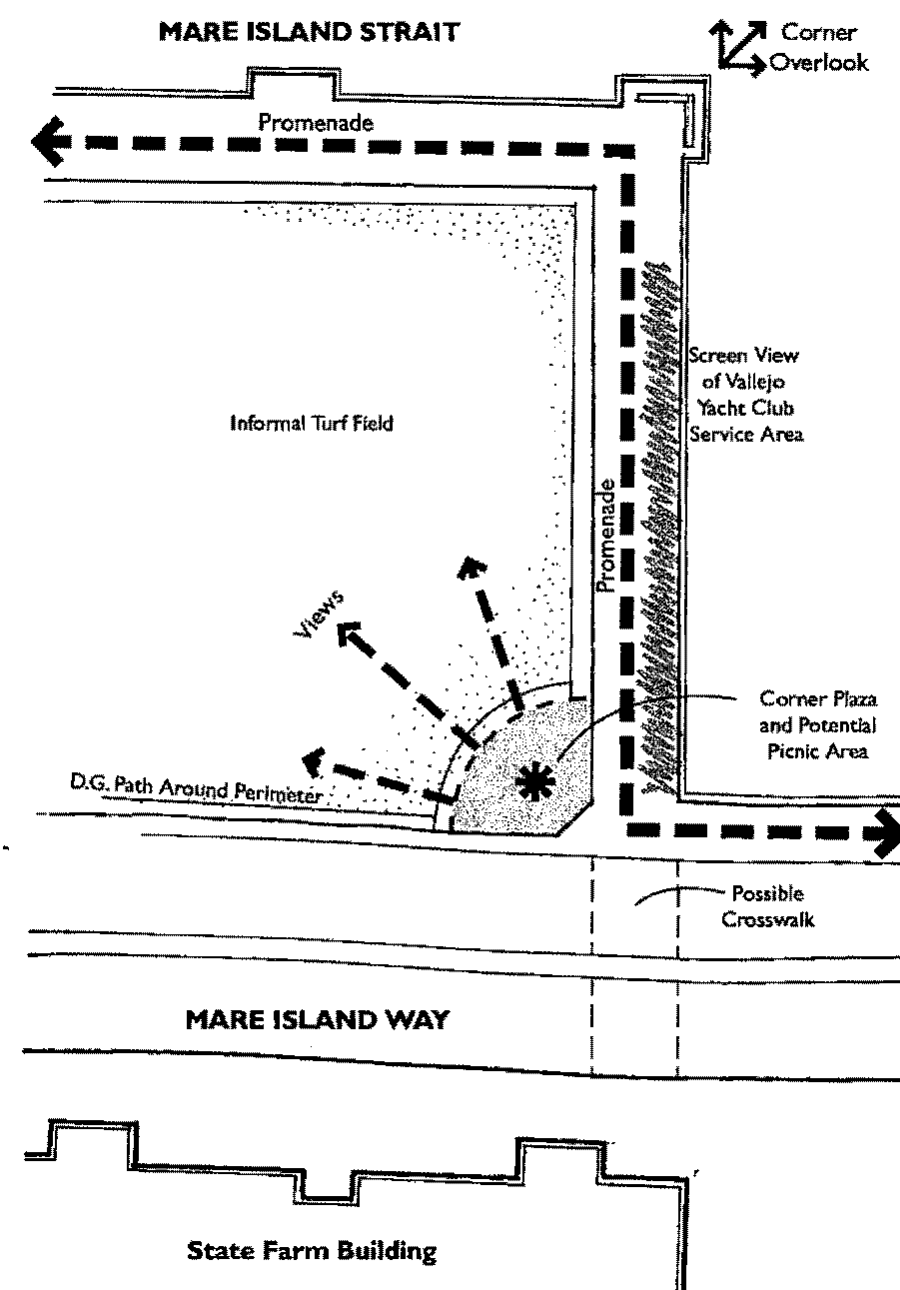 MARE ISLAND STRAIT
Corner
Overlook
Promenade
Screen View
of Vallejo
Yacht Club
Service Area
Informal Turf Field
Promenade
Views
Corner Plaza
and Potential
Picnic Area
D.G. Path Around Perimeter
Possible
Crosswalk
MARE ISLAND WAY
State Farm Building